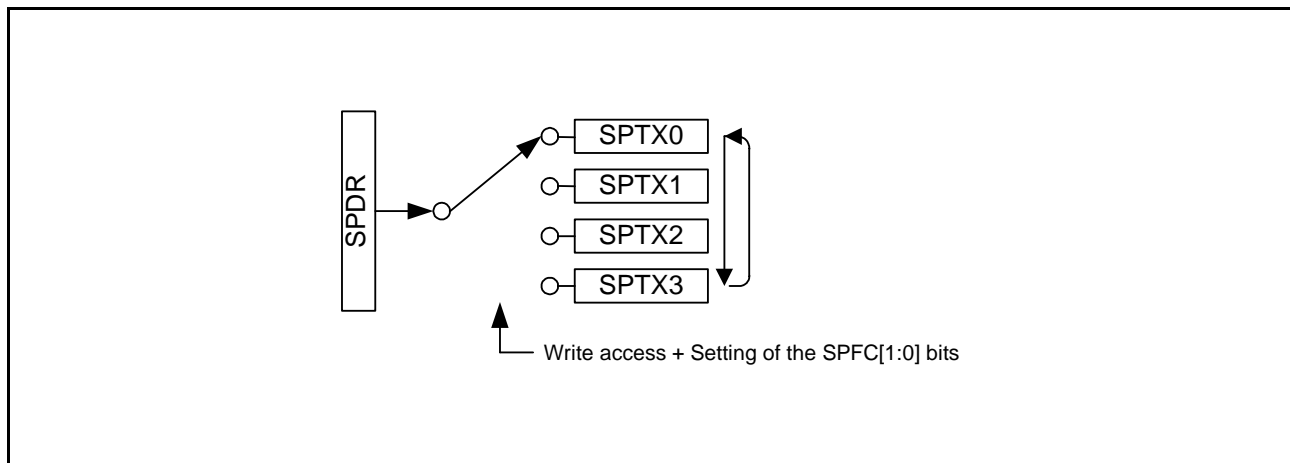 SPDR
SPTX0
SPTX1
SPTX2
SPTX3
Write access + Setting of the SPFC[1:0] bits